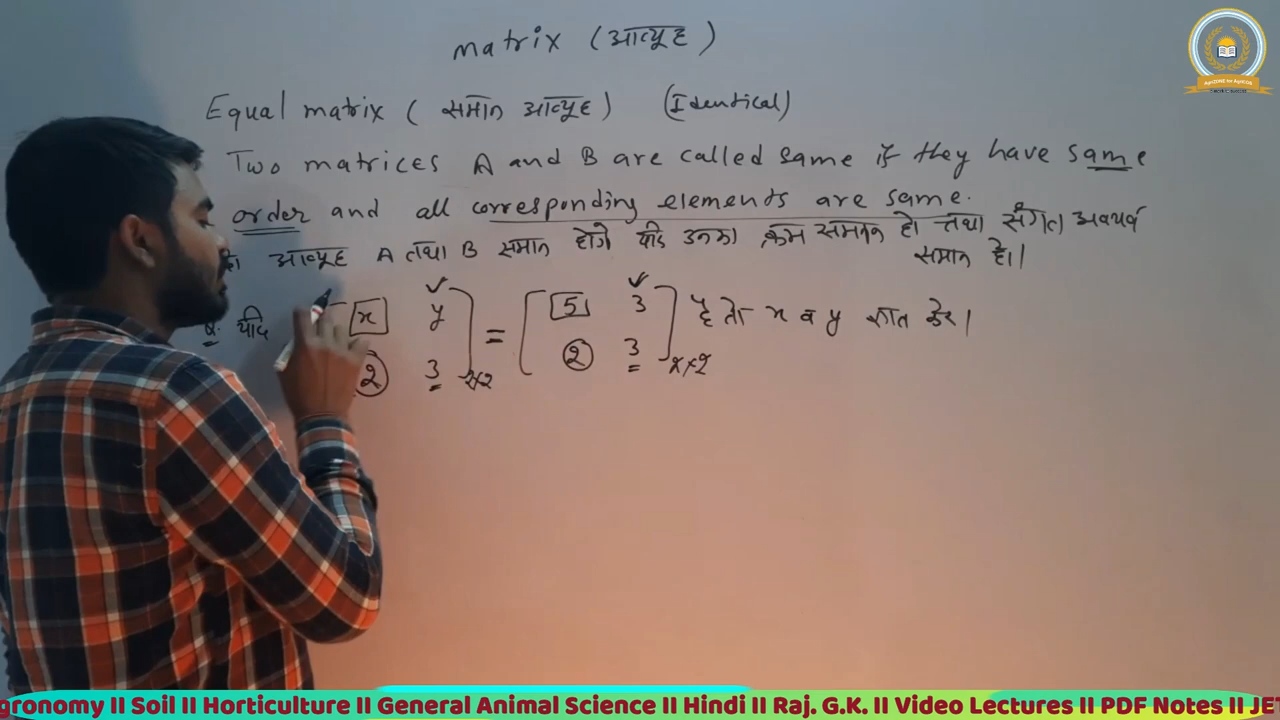 matrix (आव्यूह)
Equal matrix (समान आव्यूह) (Identical)
Two matrices A and B are called same if they have same
order and all corresponding elements are same.
आव्यूह A तथा B समान होंगे यदि उनका क्रम समान हो तथा संगत अवयव
समान है।
Q. यदि [x y] = [5 3] है तो x व y ज्ञात करें।
[2 3] 2×2 [2 3] 2×2
gronomy II Soil II Horticulture II General Animal Science II Hindi II Raj. G.K. II Video Lectures II PDF Notes II JE